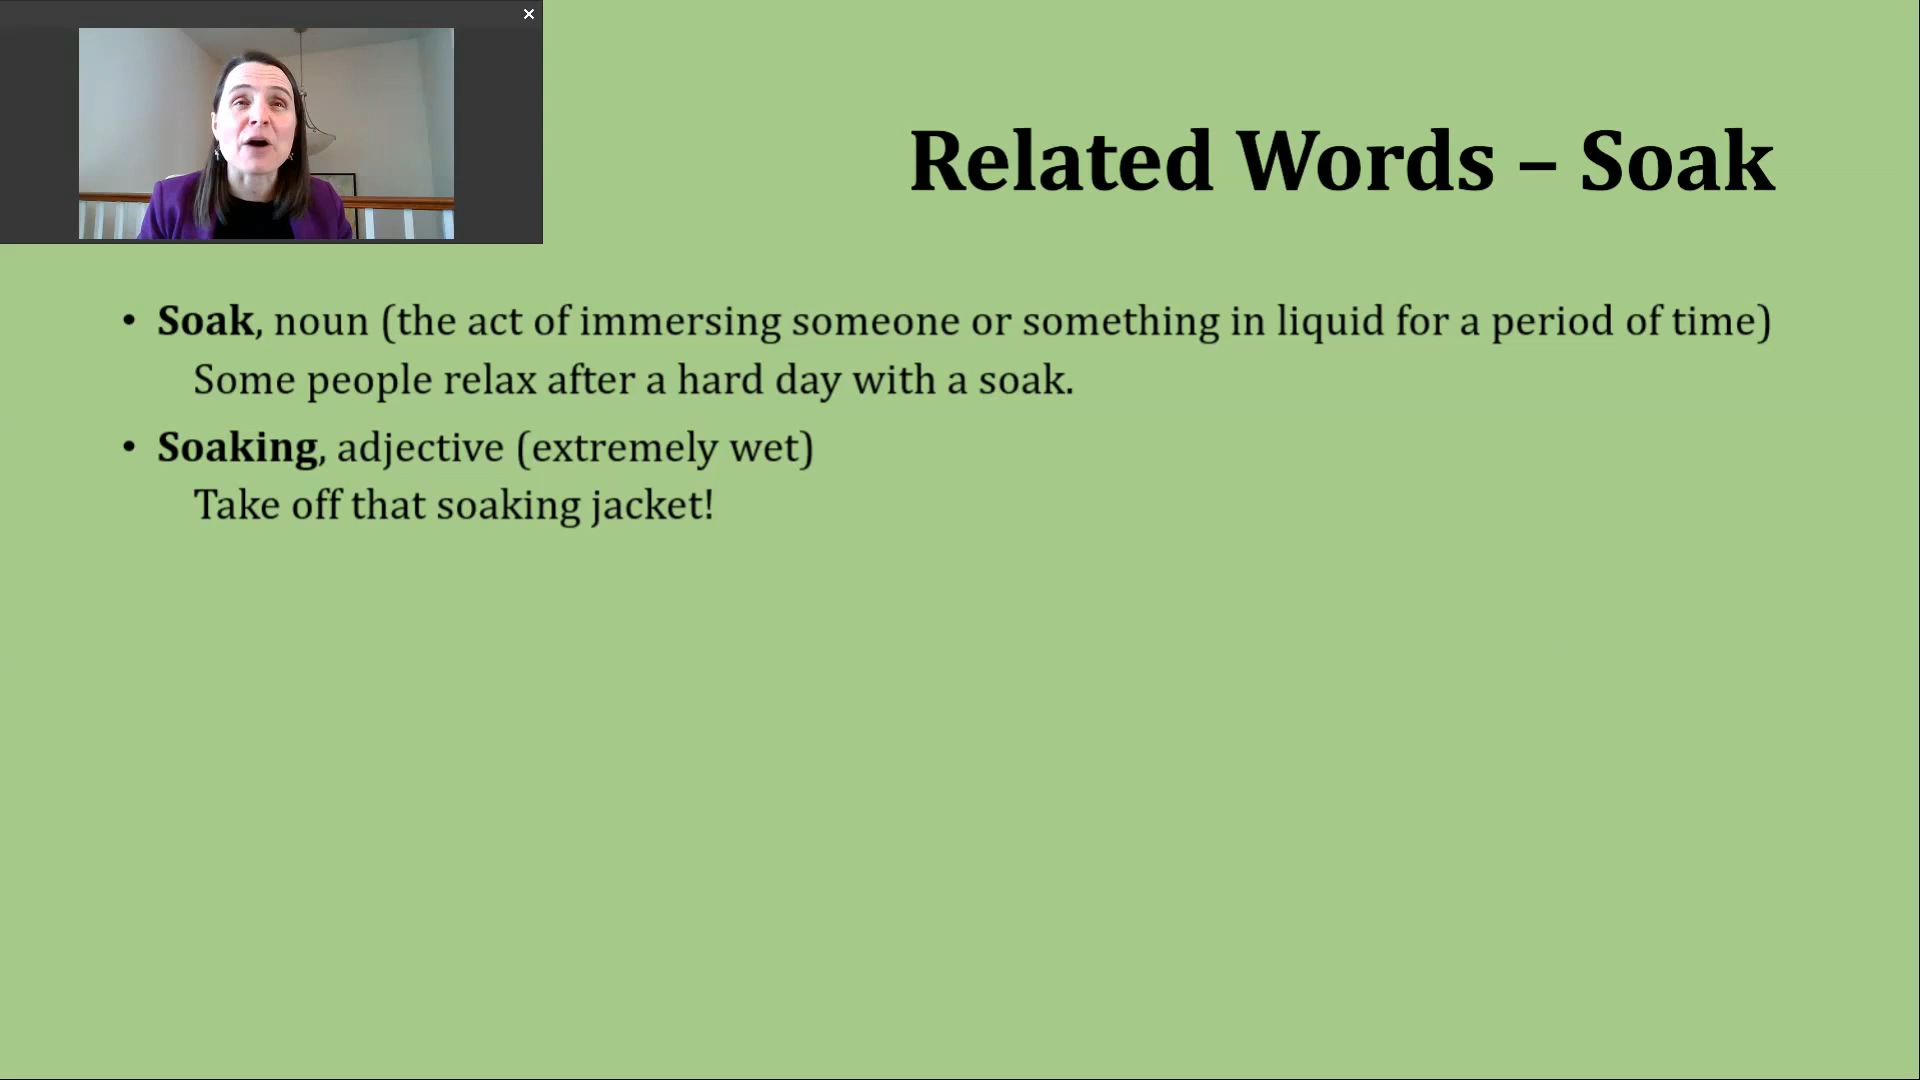 Related Words – Soak
• Soak, noun (the act of immersing someone or something in liquid for a period of time)
Some people relax after a hard day with a soak.
• Soaking, adjective (extremely wet)
Take off that soaking jacket!